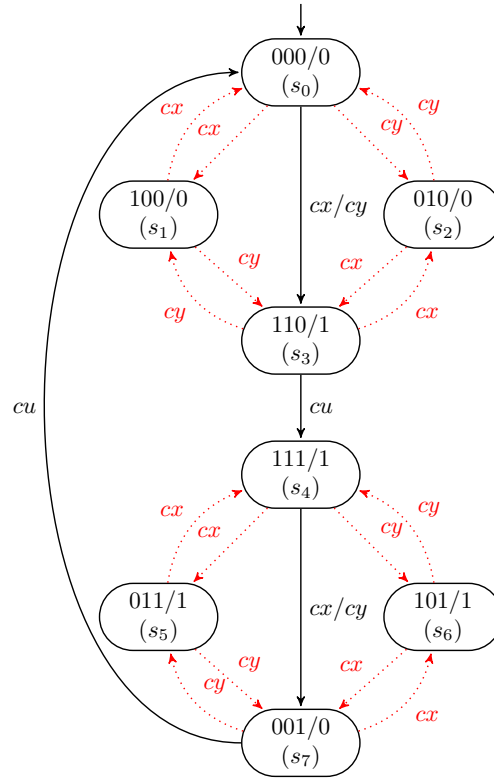 000/0
(s₀)
cx
cx
cy
cy
100/0
(s₁)
cx/cy
010/0
(s₂)
cy
cx
cy
cx
110/1
(s₃)
cu
cu
111/1
(s₄)
cx
cx
cy
cy
011/1
(s₅)
cx/cy
101/1
(s₆)
cy
cx
cy
cx
001/0
(s₇)